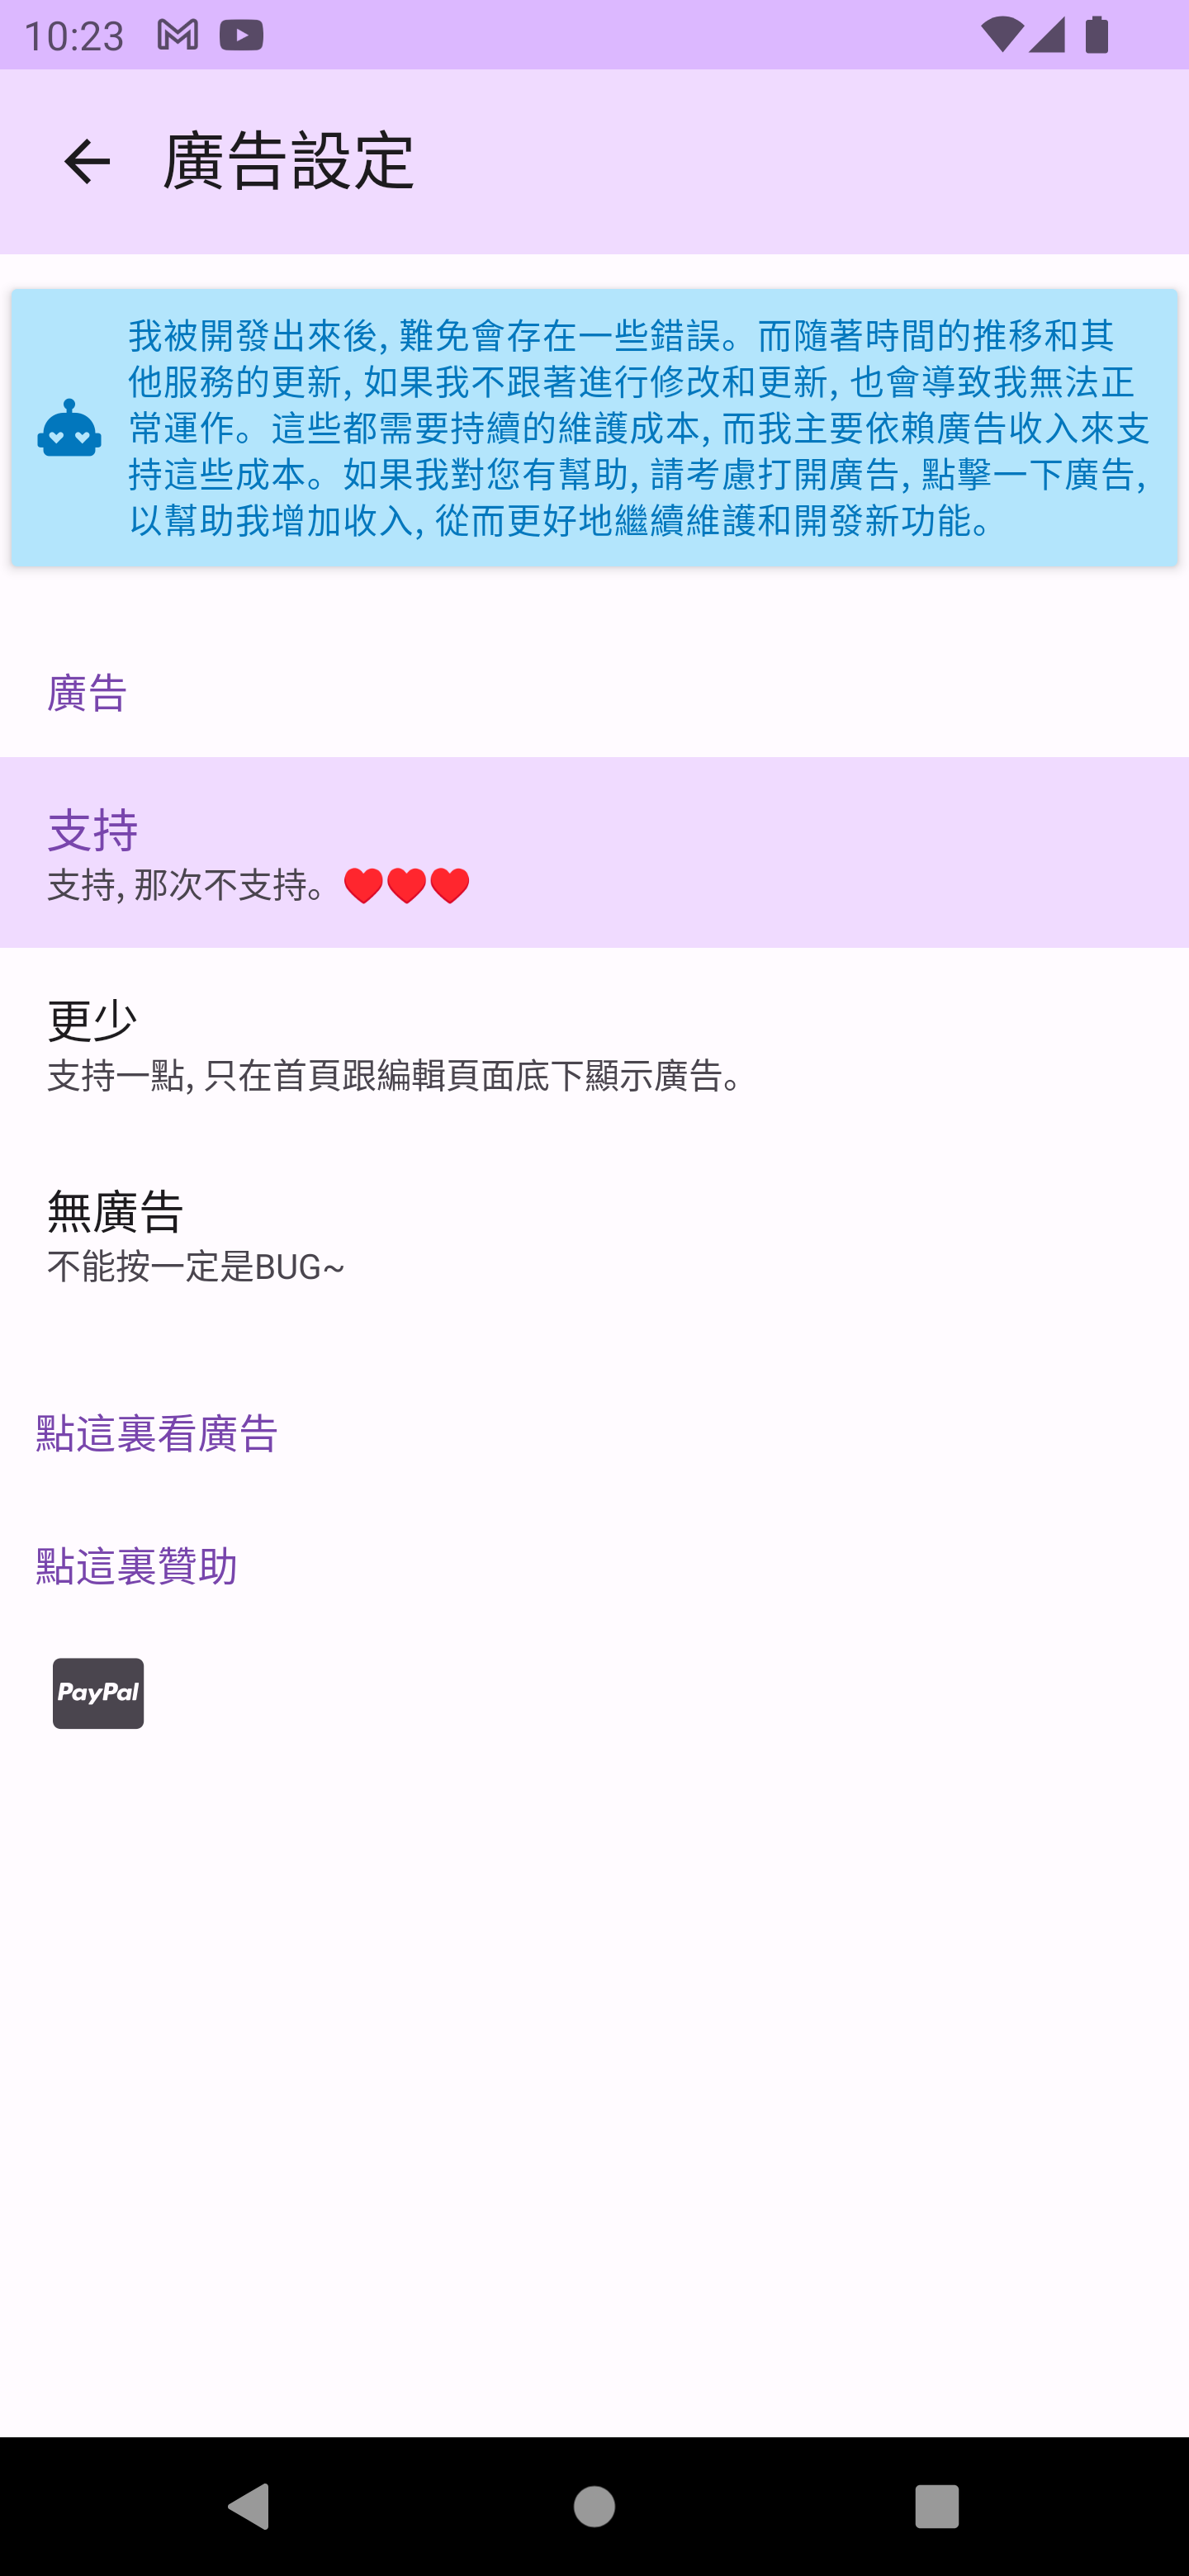 10:23
廣告設定
我被開發出來後, 難免會存在一些錯誤。而隨著時間的推移和其
他服務的更新, 如果我不跟著進行修改和更新, 也會導致我無法正
常運作。這些都需要持續的維護成本, 而我主要依賴廣告收入來支
持這些成本。如果我對您有幫助, 請考慮打開廣告, 點擊一下廣告,
以幫助我增加收入, 從而更好地繼續維護和開發新功能。
廣告
支持
支持, 那次不支持。❤️❤️❤️
更少
支持一點, 只在首頁跟編輯頁面底下顯示廣告。
無廣告
不能按一定是BUG~
點這裏看廣告
點這裏贊助
PayPal